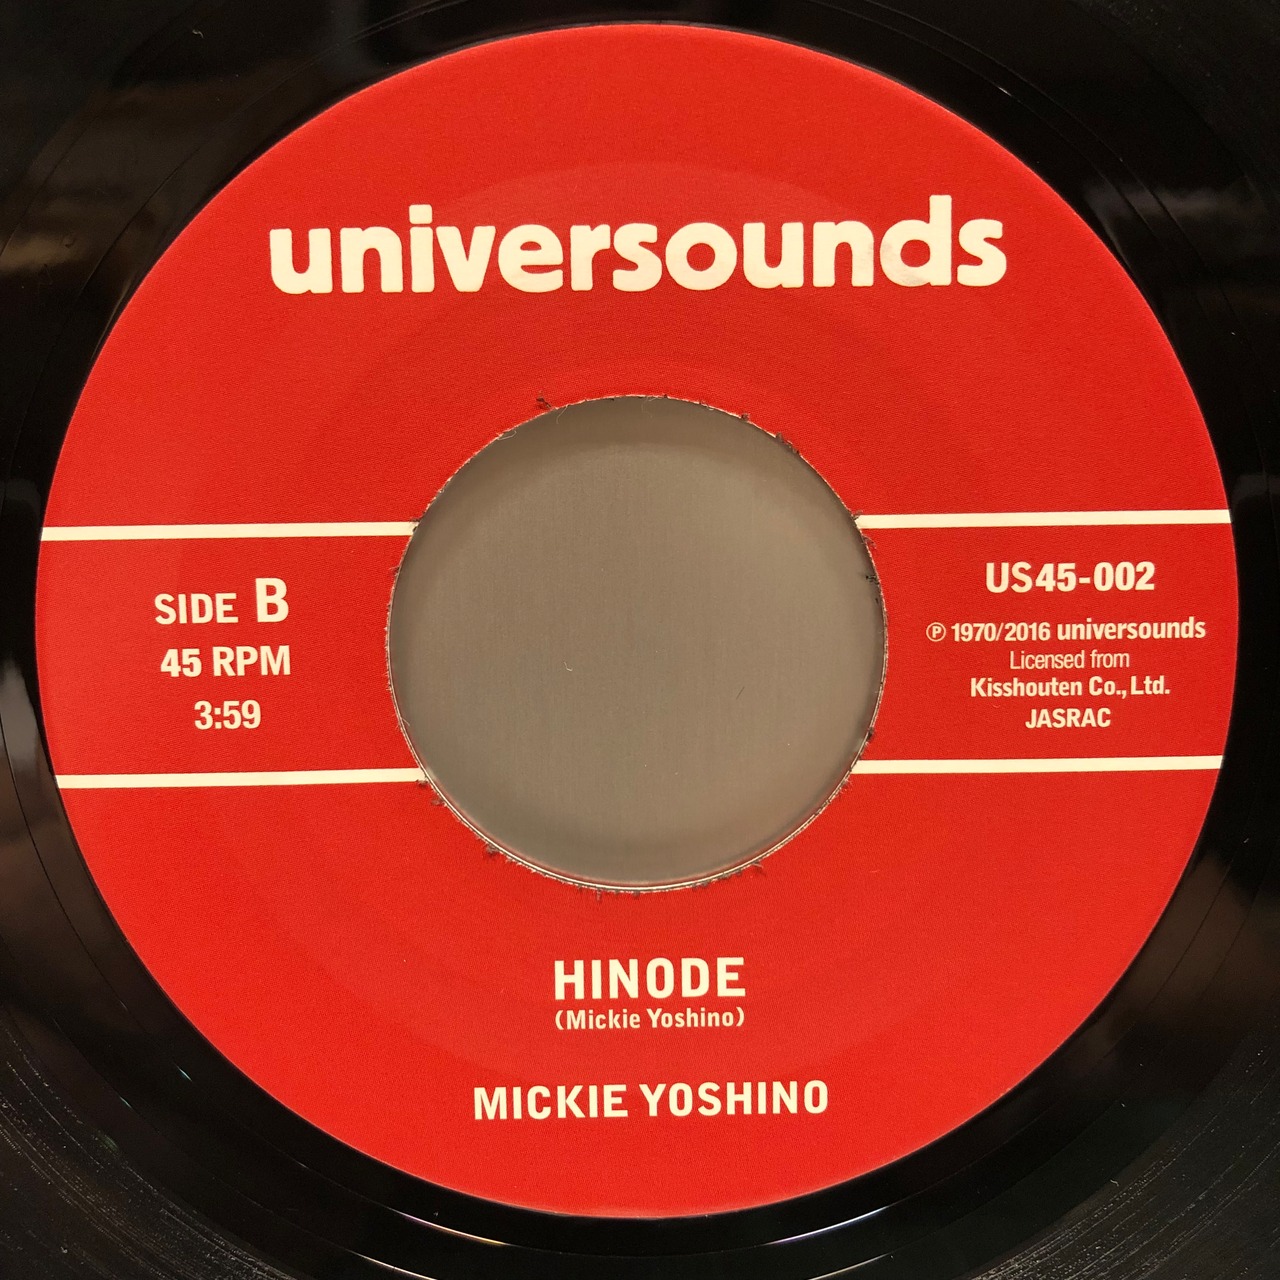 universounds
SIDE B
45 RPM
3:59
US45-002
℗ 1970/2016 universounds
Licensed from
Kisshouten Co., Ltd.
JASRAC
HINODE
(Mickie Yoshino)
MICKIE YOSHINO